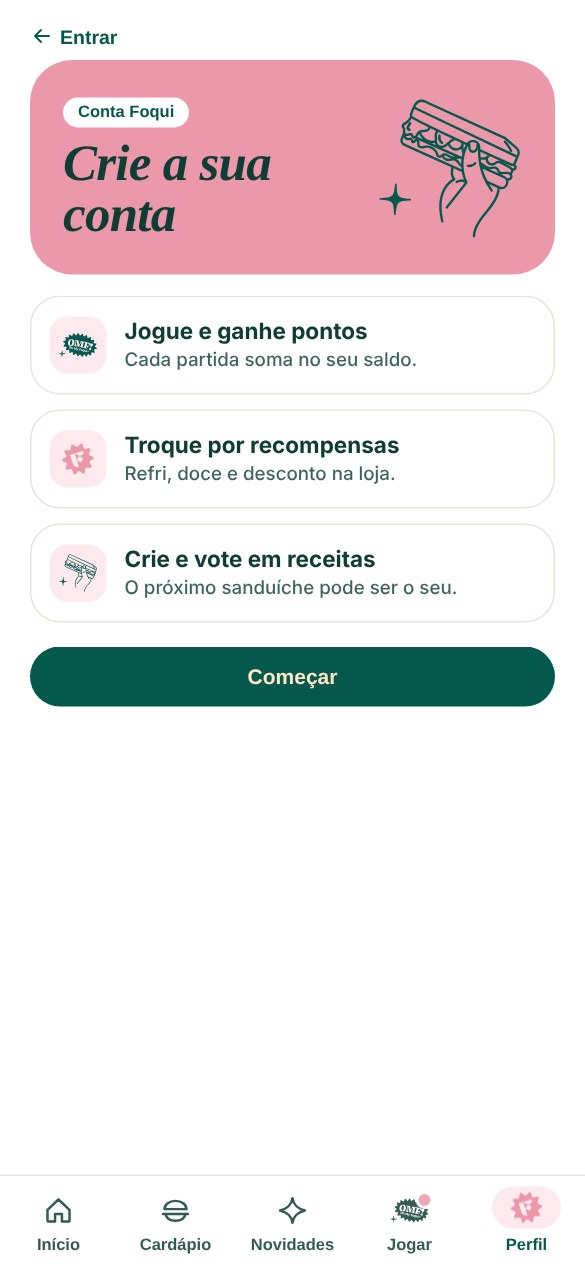 Entrar
Conta Foqui
Crie a sua
conta
Jogue e ganhe pontos
Cada partida soma no seu saldo.
Troque por recompensas
Refri, doce e desconto na loja.
Crie e vote em receitas
O próximo sanduíche pode ser o seu.
Começar
Início
Cardápio
Novidades
Jogar
Perfil